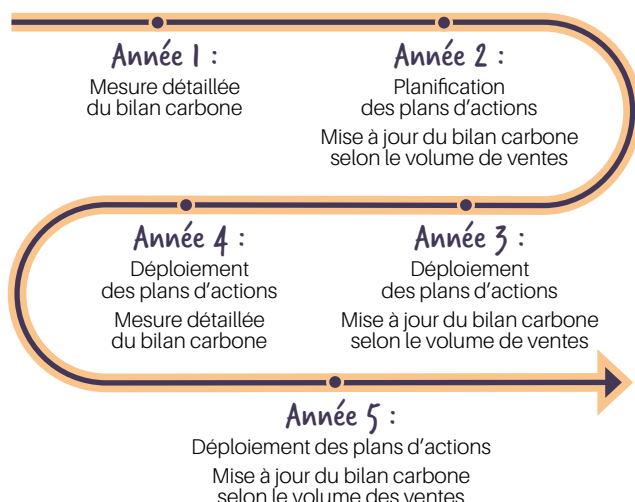 Année 1 :
Mesure détaillée
du bilan carbone
Année 2 :
Planification
des plans d'actions
Mise à jour du bilan carbone
selon le volume de ventes
Année 3 :
Déploiement
des plans d'actions
Mise à jour du bilan carbone
selon le volume de ventes
Année 4 :
Déploiement
des plans d'actions
Mesure détaillée
du bilan carbone
Année 5 :
Déploiement des plans d'actions
Mise à jour du bilan carbone
selon le volume des ventes